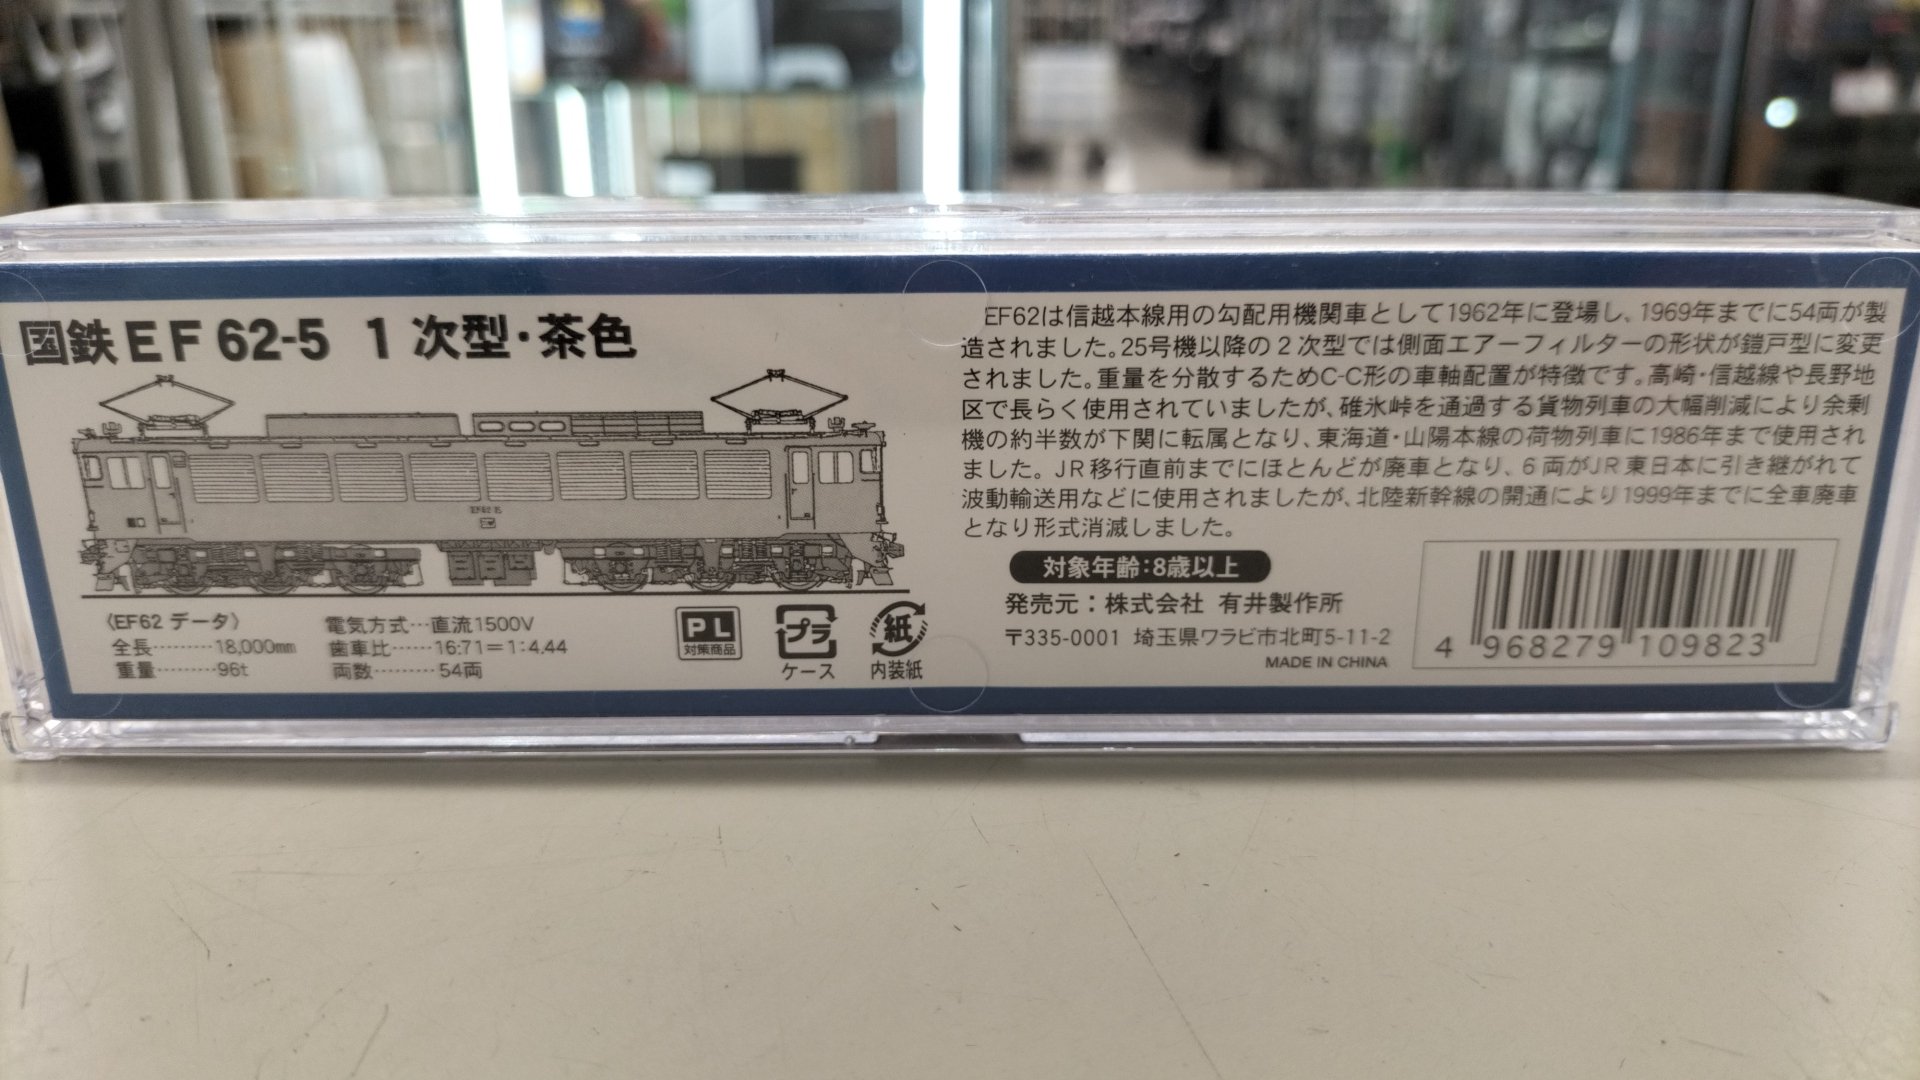 国鉄EF 62-5 1次型・茶色
〈EF62 データ〉
全長………18,000mm
重量………96t
電気方式…直流1500V
歯車比……16:71=1:4.44
両数………54両
PL
対策商品
プラ
ケース
紙
内装紙
EF62は信越本線用の勾配用機関車として1962年に登場し、1969年までに54両が製
造されました。25号機以降の2次型では側面エアーフィルターの形状が鎧戸型に変更
されました。重量を分散するためC-C形の車軸配置が特徴です。高崎・信越線や長野地
区で長らく使用されていましたが、碓氷峠を通過する貨物列車の大幅削減により余剰
機の約半数が下関に転属となり、東海道・山陽本線の荷物列車に1986年まで使用され
ました。JR移行直前までにほとんどが廃車となり、6両がJR東日本に引き継がれて
波動輸送用などに使用されましたが、北陸新幹線の開通により1999年までに全車廃車
となり形式消滅しました。
対象年齢:8歳以上
発売元：株式会社 有井製作所
〒335-0001 埼玉県ワラビ市北町5-11-2
MADE IN CHINA
4 968279 109823